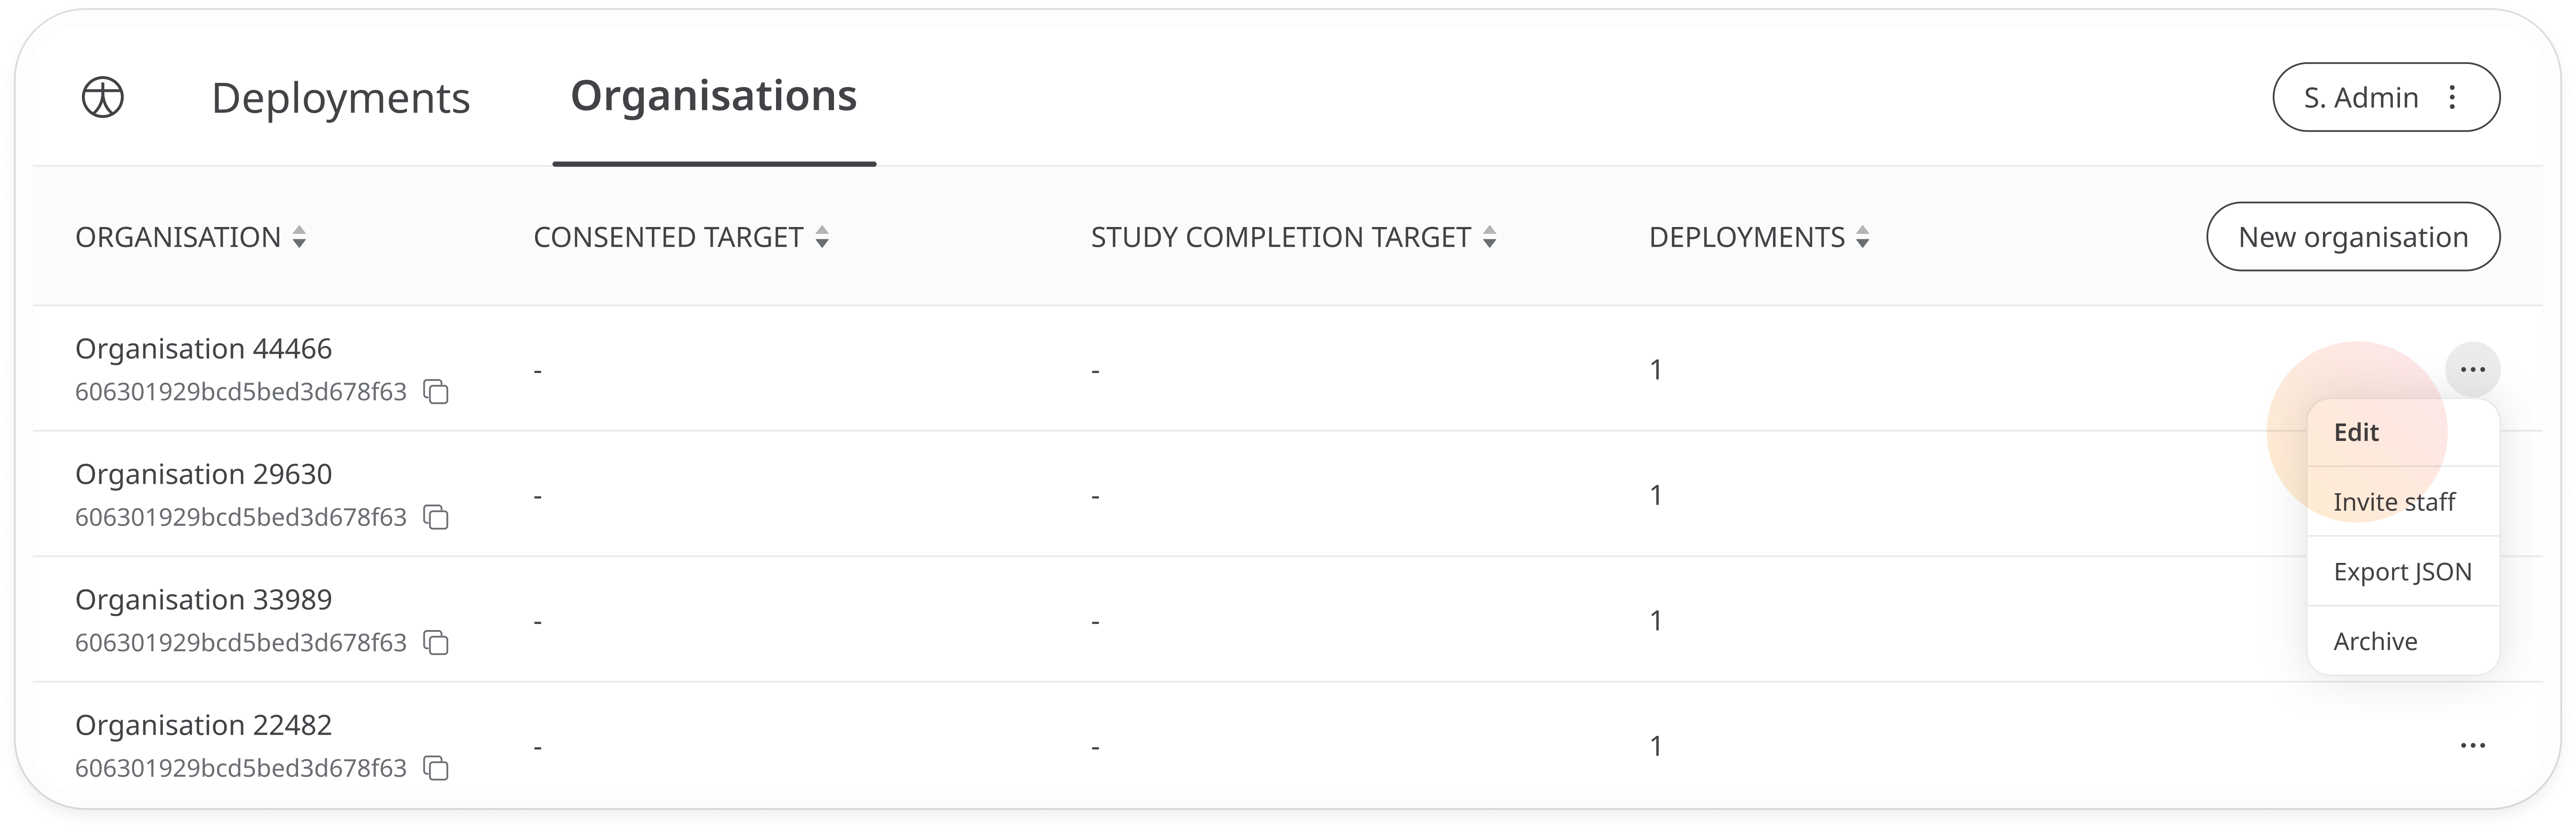 Deployments
Organisations
S. Admin
ORGANISATION
CONSENTED TARGET
STUDY COMPLETION TARGET
DEPLOYMENTS
New organisation
Organisation 44466
606301929bcd5bed3d678f63
-
-
1
Edit
Invite staff
Export JSON
Archive
Organisation 29630
606301929bcd5bed3d678f63
-
-
1
Organisation 33989
606301929bcd5bed3d678f63
-
-
1
Organisation 22482
606301929bcd5bed3d678f63
-
-
1